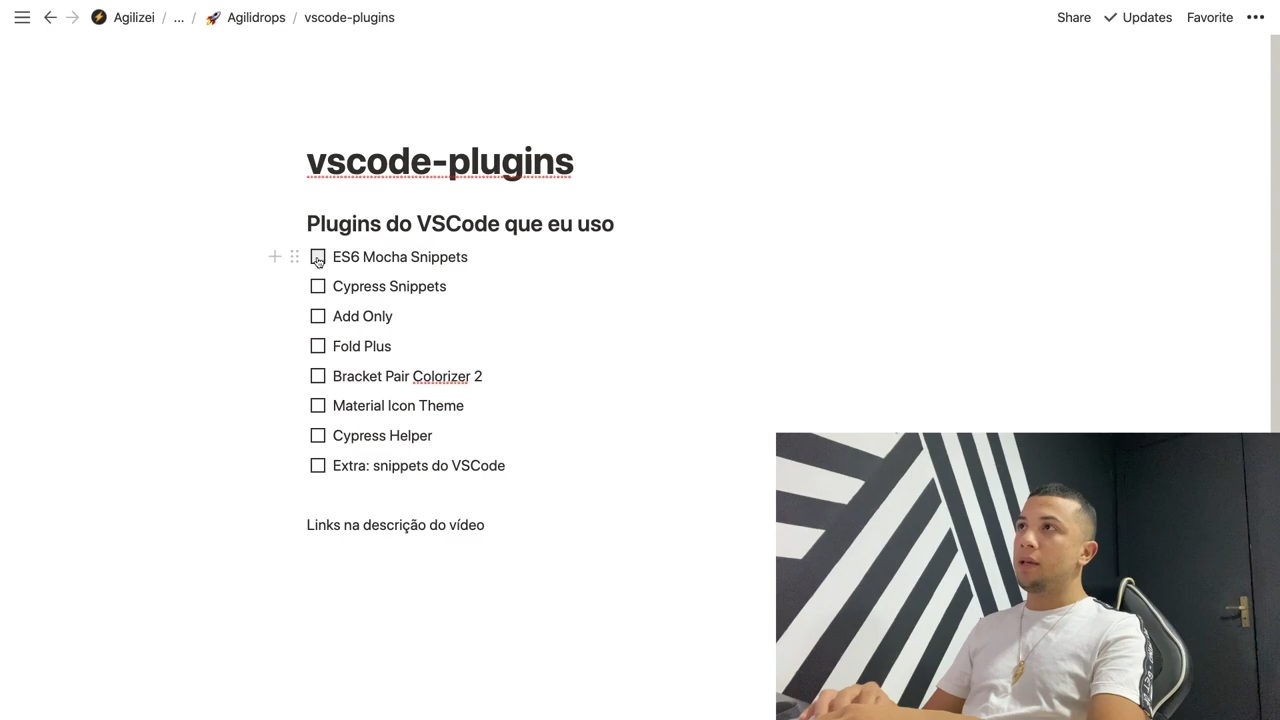 Agilizei / ... / Agilidrops / vscode-plugins
Share Updates Favorite
vscode-plugins
Plugins do VSCode que eu uso
ES6 Mocha Snippets
Cypress Snippets
Add Only
Fold Plus
Bracket Pair Colorizer 2
Material Icon Theme
Cypress Helper
Extra: snippets do VSCode
Links na descrição do vídeo